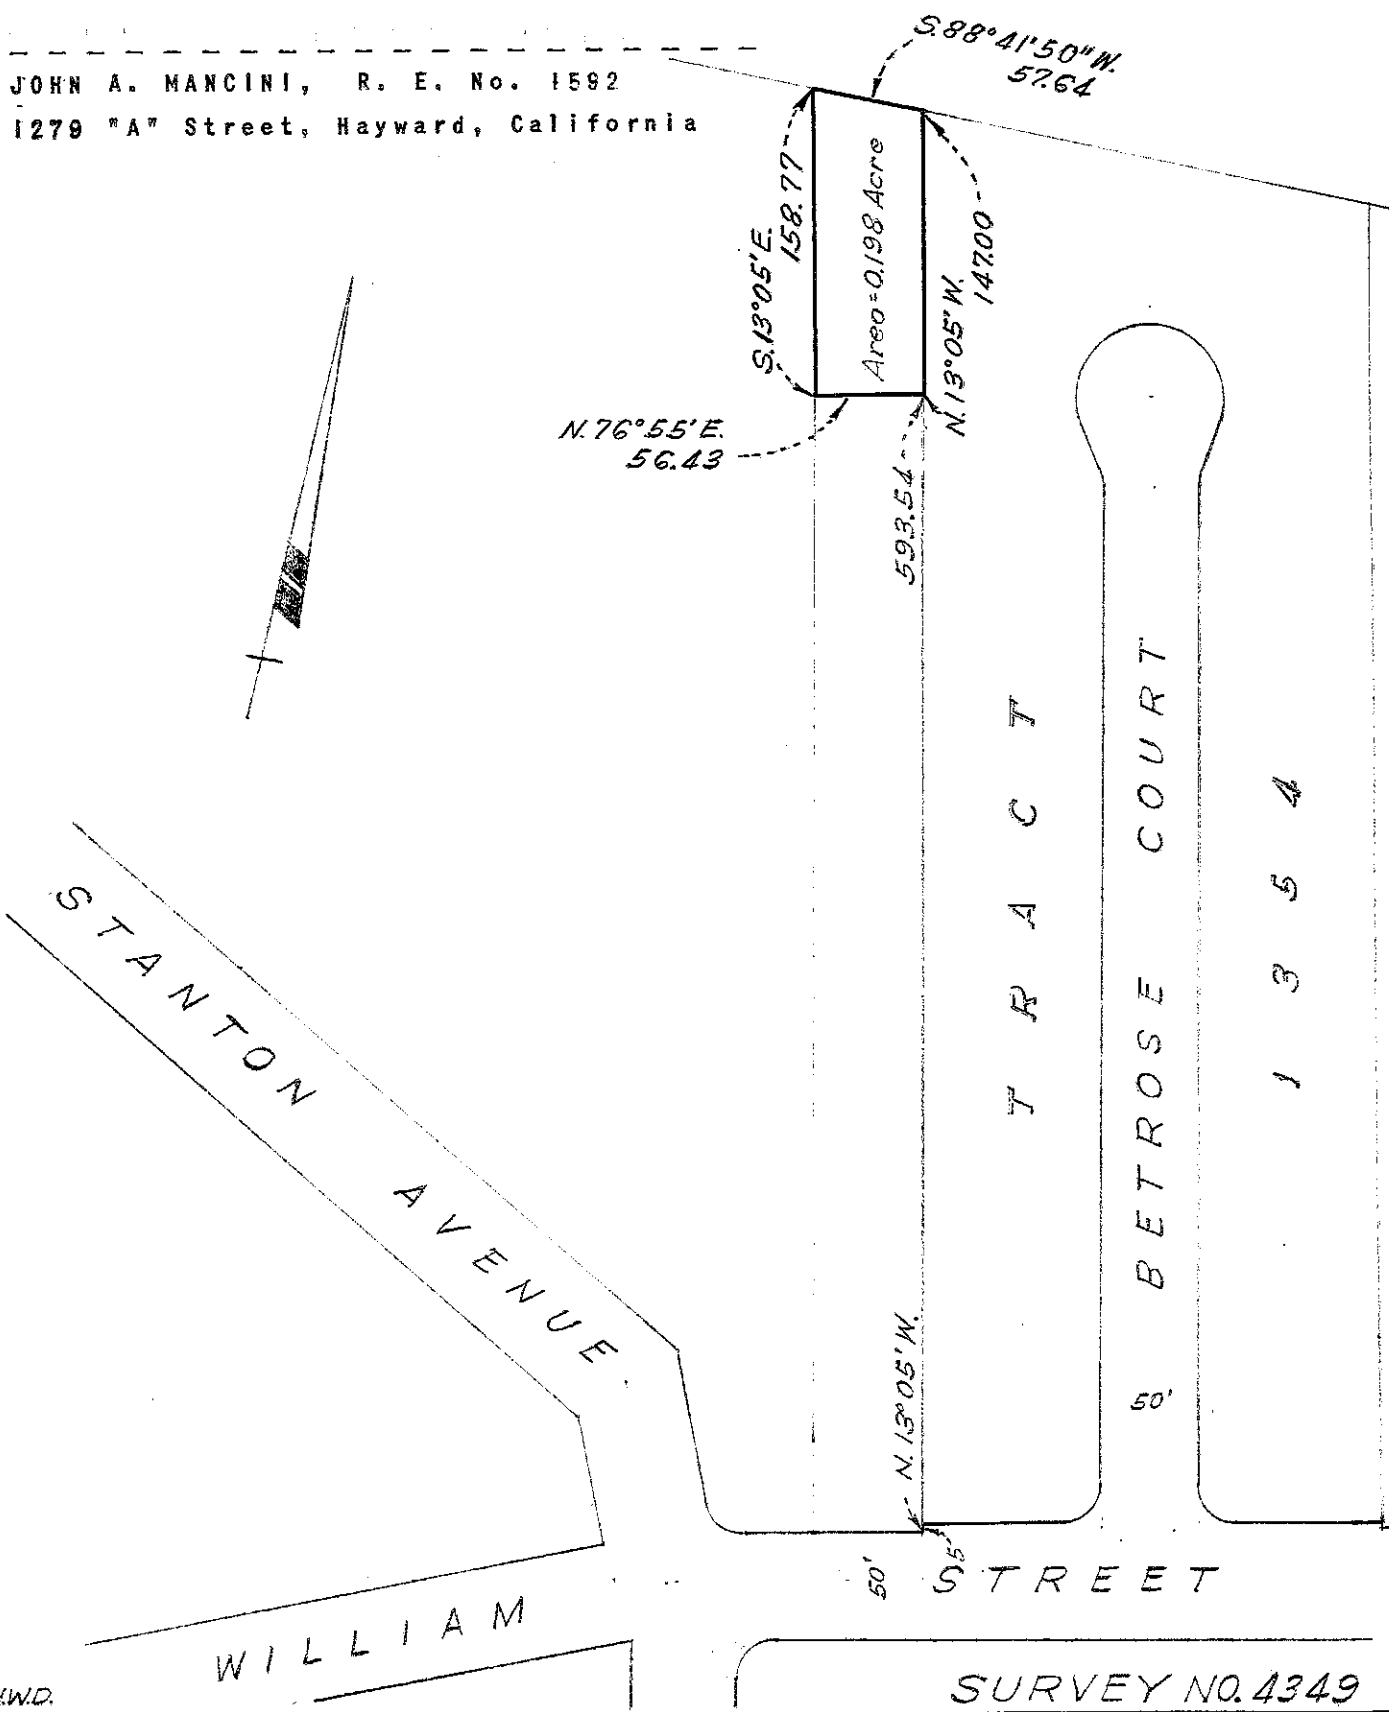 JOHN A. MANCINI, R. E. No. 1592
1279 "A" Street, Hayward, California
S.88°41'50"W.
57.64
S.13°05'E.
158.77
Area=0.198 Acre
N.13°05'W.
147.00
N.76°55'E.
56.43
593.54
TRACT
1354
BETROSE COURT
STANTON AVENUE
N.13°05'W.
50'
50'
5'
WILLIAM STREET
W.D.
SURVEY NO. 4349